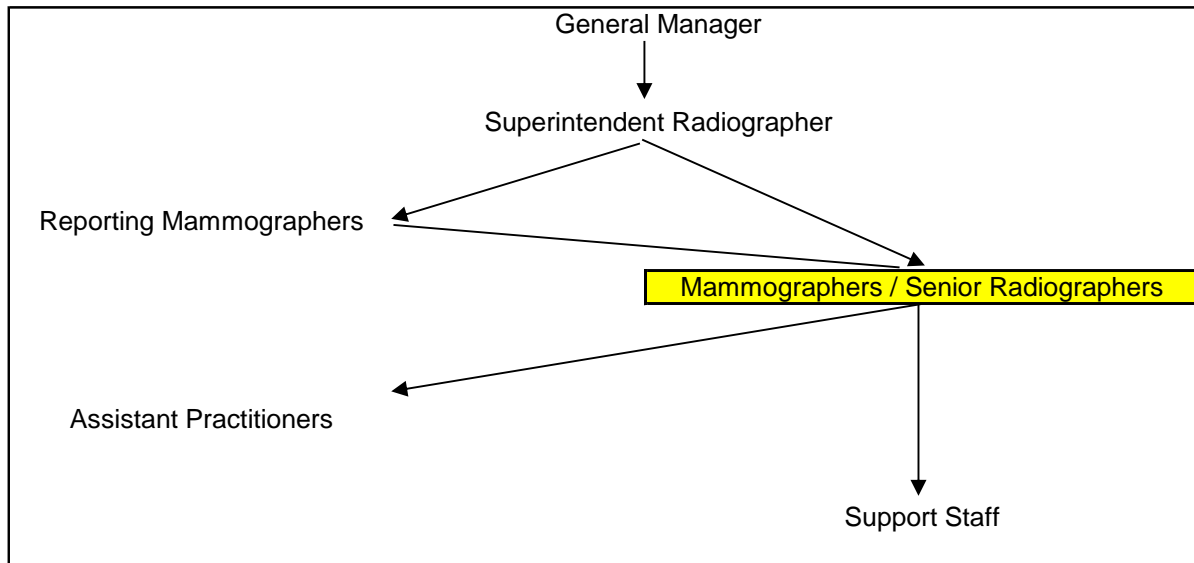 General Manager
Superintendent Radiographer
Reporting Mammographers
Mammographers / Senior Radiographers
Assistant Practitioners
Support Staff